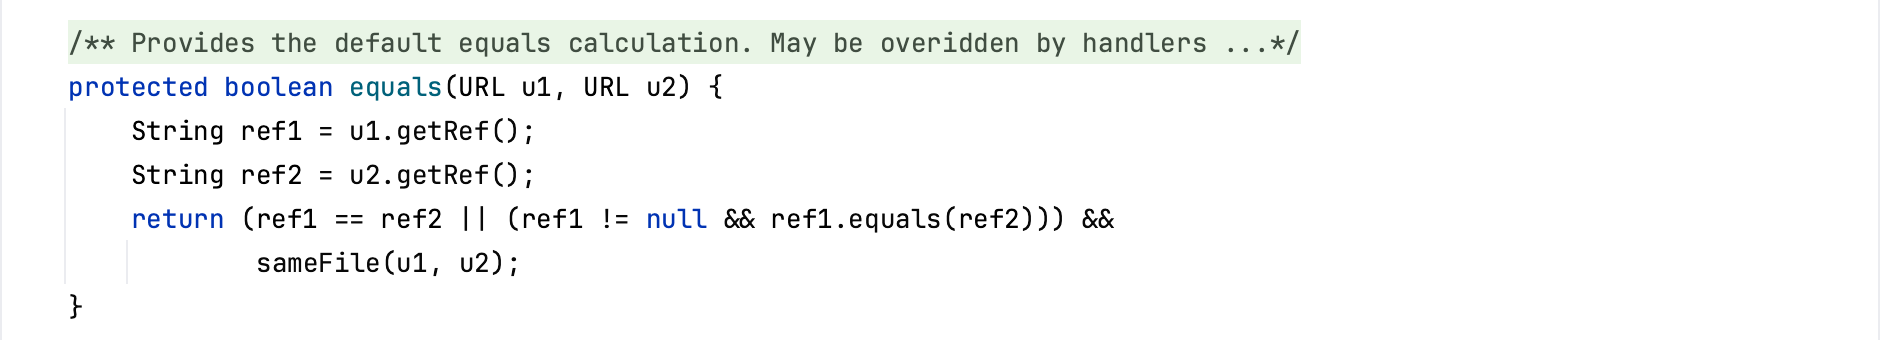 /** Provides the default equals calculation. May be overidden by handlers ...*/
protected boolean equals(URL u1, URL u2) {
    String ref1 = u1.getRef();
    String ref2 = u2.getRef();
    return (ref1 == ref2 || (ref1 != null && ref1.equals(ref2))) &&
            sameFile(u1, u2);
}